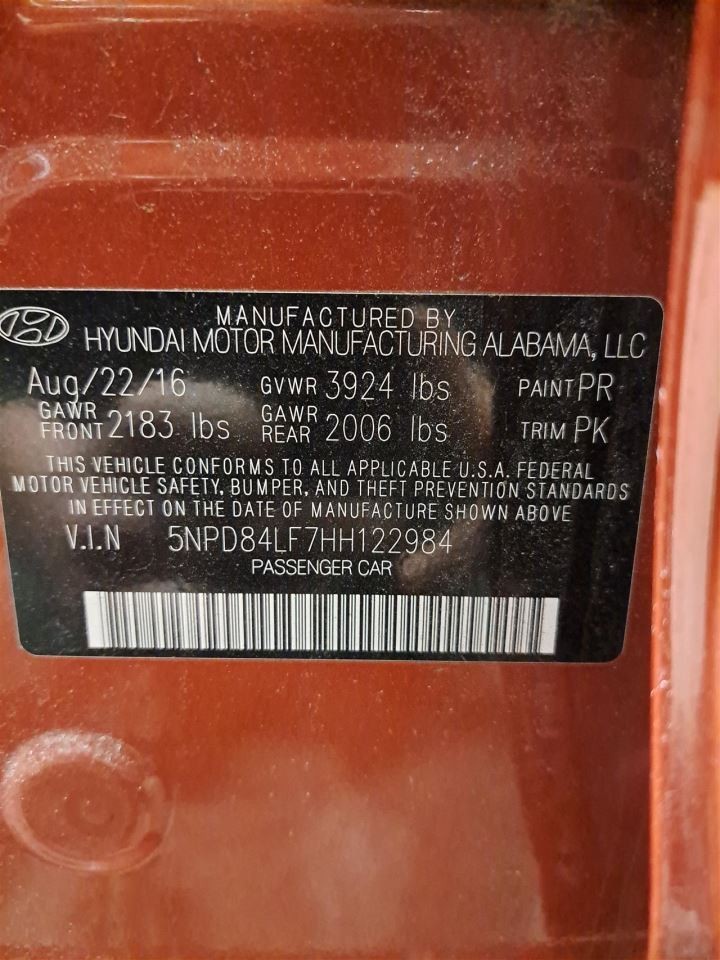 MANUFACTURED BY
HYUNDAI MOTOR MANUFACTURING ALABAMA, LLC
Aug/22/16 GVWR 3924 lbs PAINT PR
GAWR FRONT 2183 lbs GAWR REAR 2006 lbs TRIM PK
THIS VEHICLE CONFORMS TO ALL APPLICABLE U.S.A. FEDERAL
MOTOR VEHICLE SAFETY, BUMPER, AND THEFT PREVENTION STANDARDS
IN EFFECT ON THE DATE OF MANUFACTURE SHOWN ABOVE
V.I.N 5NPD84LF7HH122984
PASSENGER CAR